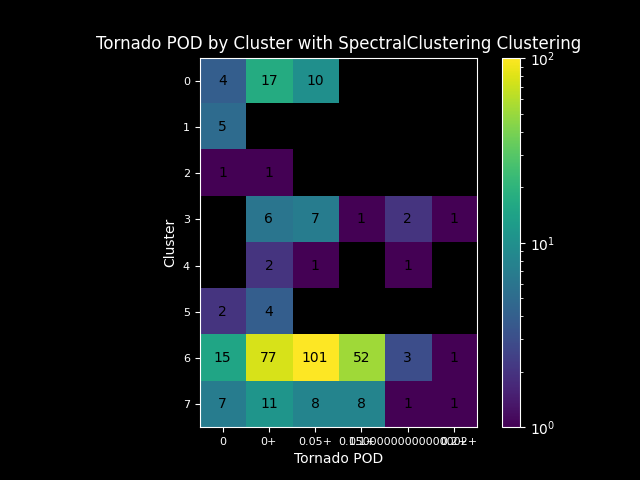 Tornado POD by Cluster with SpectralClustering Clustering
10²
0 4 17 10
1 5
2 1 1
3 6 7 1 2 1
10¹
4 2 1 1
5 2 4
6 15 77 101 52 3 1
7 7 11 8 8 1 1
10⁰
0 0+ 0.05+
Tornado POD
Cluster